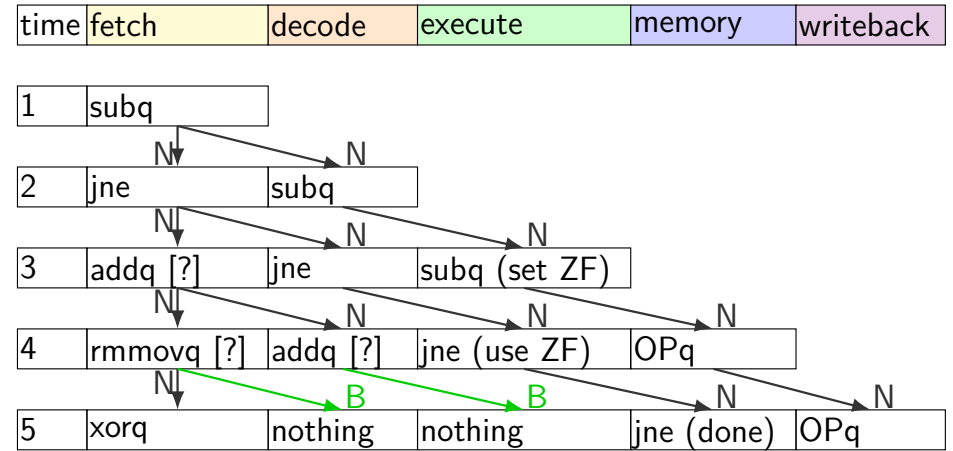 time fetch decode execute memory writeback
1 subq
N N
2 jne subq
N N N
3 addq [?] jne subq (set ZF)
N N N N
4 rmmovq [?] addq [?] jne (use ZF) OPq
N B B N N
5 xorq nothing nothing jne (done) OPq